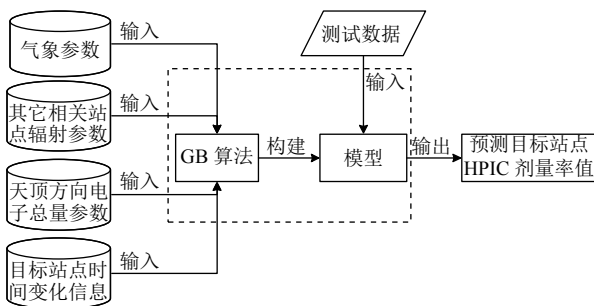 气象参数
输入
其它相关站
点辐射参数
输入
天顶方向电
子总量参数
输入
目标站点时
间变化信息
输入
GB 算法
构建
模型
测试数据
输入
输出
预测目标站点
HPIC 剂量率值